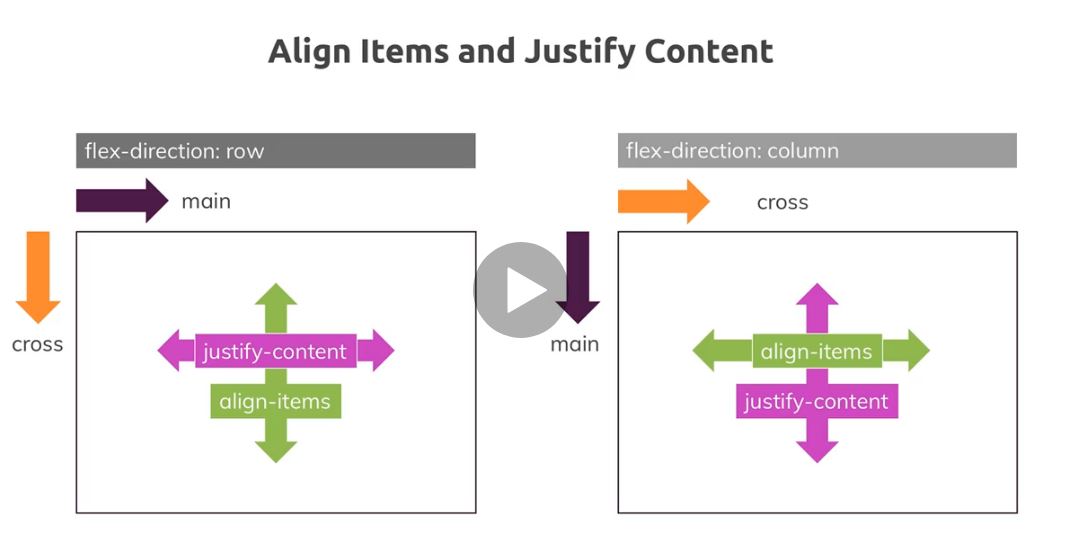 Align Items and Justify Content
flex-direction: row
main
cross
justify-content
align-items
flex-direction: column
cross
main
align-items
justify-content